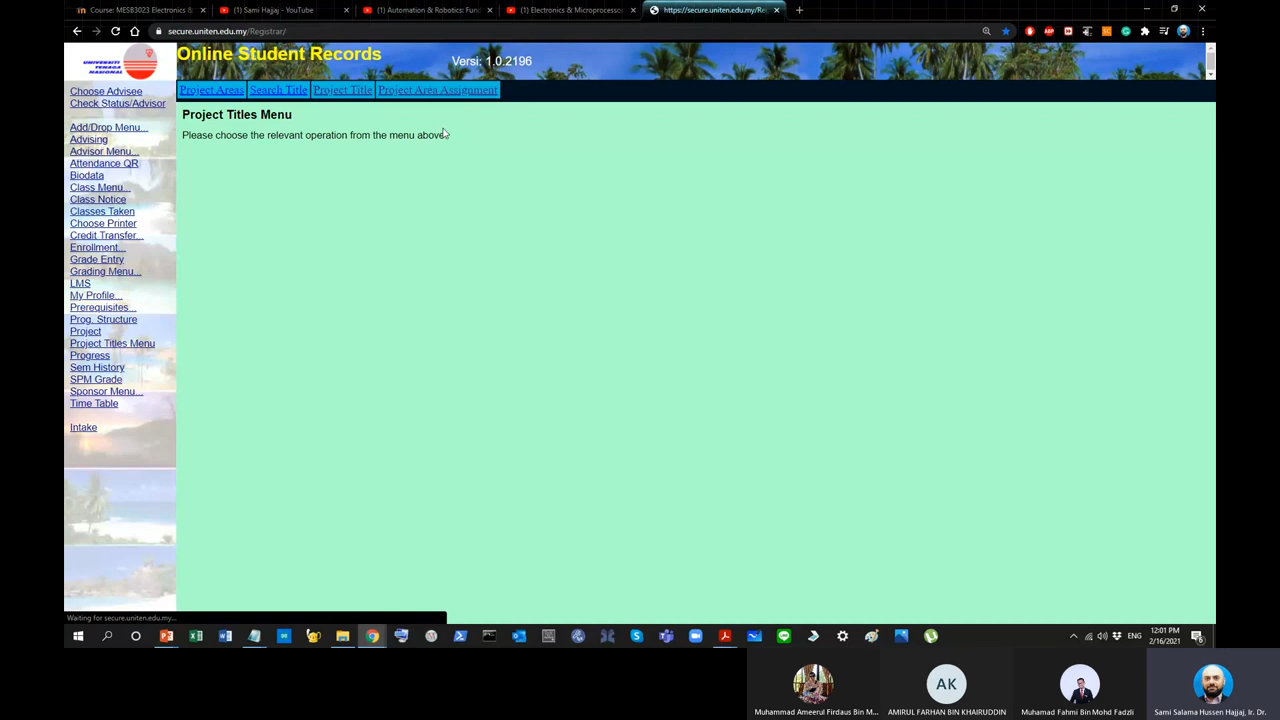 Course: MESB3023 Electronics &
(1) Sami Hajjaj - YouTube
(1) Automation & Robotics: Fun
(1) Electronics & Microprocesso
https://secure.uniten.edu.my/Re
secure.uniten.edu.my/Registrar/
UNIVERSITI
TENAGA
NASIONAL
Online Student Records
Versi: 1.0.2196
Project Areas
Search Title
Project Title
Project Area Assignment
Choose Advisee
Check Status/Advisor
Add/Drop Menu...
Advising
Advisor Menu...
Attendance QR
Biodata
Class Menu...
Class Notice
Classes Taken
Choose Printer
Credit Transfer...
Enrollment...
Grade Entry
Grading Menu...
LMS
My Profile...
Prerequisites...
Prog. Structure
Project
Project Titles Menu
Progress
Sem History
SPM Grade
Sponsor Menu...
Time Table
Intake
Project Titles Menu
Please choose the relevant operation from the menu above
Waiting for secure.uniten.edu.my...
ENG
12:01 PM
2/16/2021
AK
Muhammad Ameerul Firdaus Bin M...
AMIRUL FARHAN BIN KHAIRUDDIN
Muhamad Fahmi Bin Mohd Fadzli
Sami Salama Hussen Hajjaj, Ir. Dr.